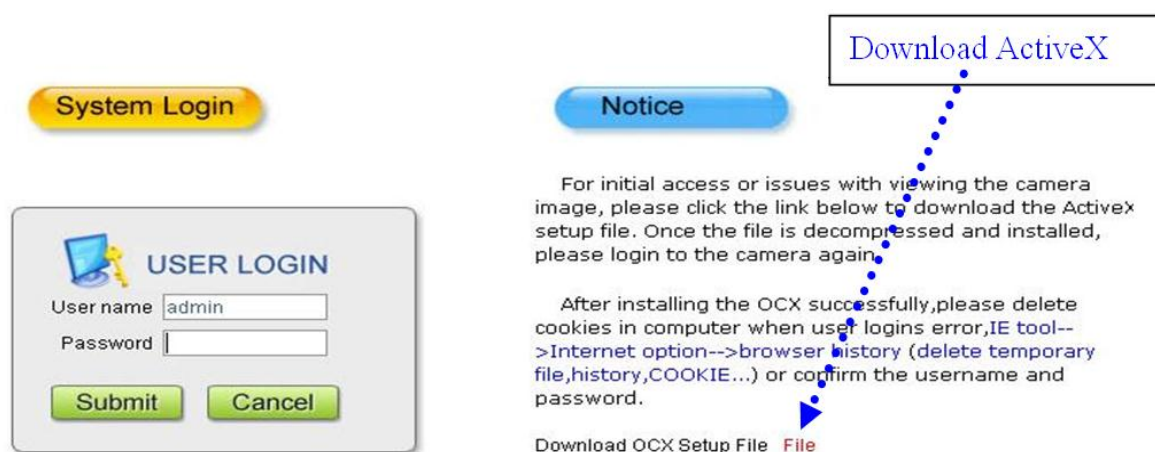 Download ActiveX
System Login
Notice
For initial access or issues with viewing the camera
image, please click the link below to download the ActiveX
setup file. Once the file is decompressed and installed,
please login to the camera again.
USER LOGIN
User name admin
Password
Submit Cancel
After installing the OCX successfully,please delete
cookies in computer when user logins error,IE tool--
>Internet option-->browser history (delete temporary
file,history,COOKIE...) or confirm the username and
password.
Download OCX Setup File File